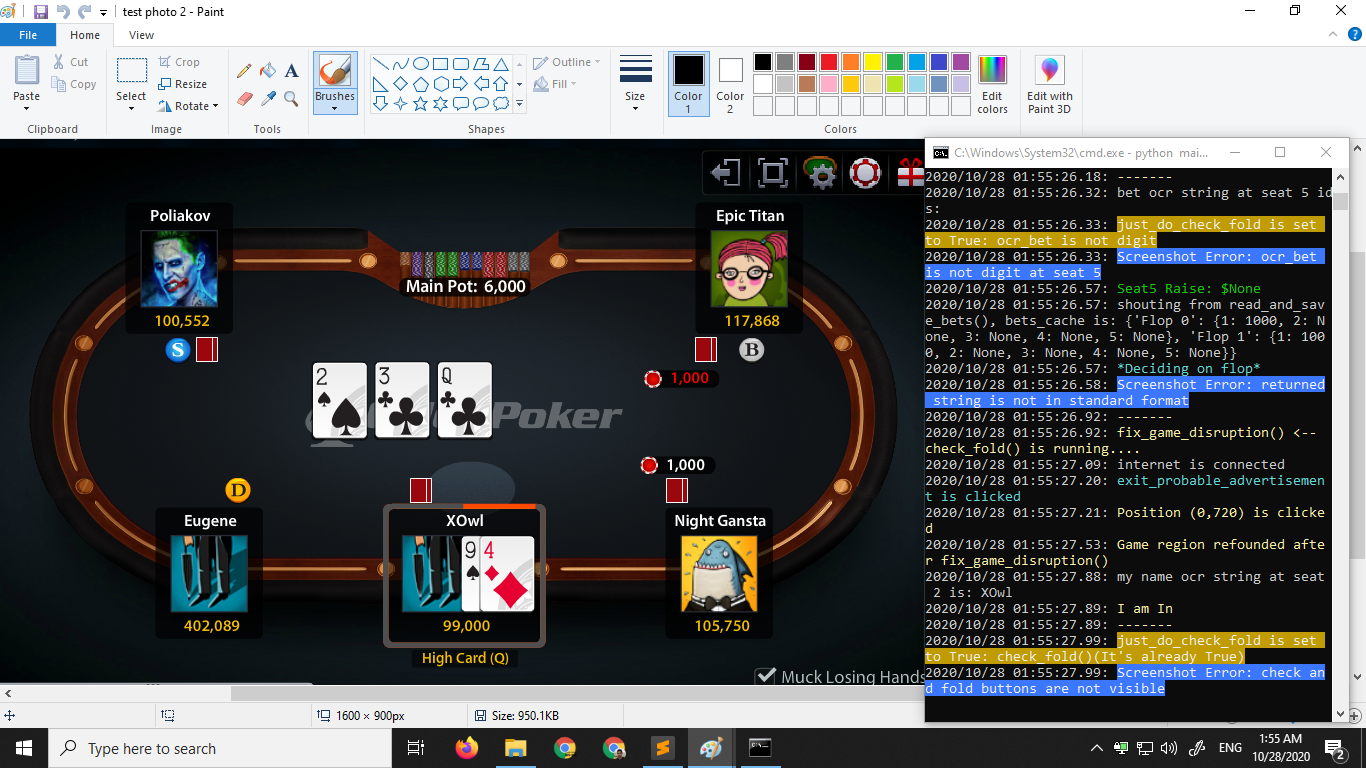 test photo 2 - Paint
File
Home
View
Paste
Cut
Copy
Clipboard
Select
Crop
Resize
Rotate
Image
A
Tools
Brushes
Shapes
Outline
Fill
Size
Color 1
Color 2
Colors
Edit colors
Edit with Paint 3D
Poliakov
100,552
S
Main Pot: 6,000
Epic Titan
117,868
B
1,000
2
3
Q
Poker
1,000
D
Eugene
402,089
XOwl
9
4
99,000
High Card (Q)
Night Gansta
105,750
Muck Losing Hands
C:\Windows\System32\cmd.exe - python mai...
2020/10/28 01:55:26.18: -------
2020/10/28 01:55:26.32: bet ocr string at seat 5 id
s:
2020/10/28 01:55:26.33: just_do_check_fold is set
to True: ocr_bet is not digit
2020/10/28 01:55:26.33: Screenshot Error: ocr_bet
is not digit at seat 5
2020/10/28 01:55:26.57: Seat5 Raise: $None
2020/10/28 01:55:26.57: shouting from read_and_sav
e_bets(), bets_cache is: {'Flop 0': {1: 1000, 2: N
one, 3: None, 4: None, 5: None}, 'Flop 1': {1: 100
0, 2: None, 3: None, 4: None, 5: None}}
2020/10/28 01:55:26.57: *Deciding on flop*
2020/10/28 01:55:26.58: Screenshot Error: returned
string is not in standard format
2020/10/28 01:55:26.92: -------
2020/10/28 01:55:26.92: fix_game_disruption() <--
check_fold() is running....
2020/10/28 01:55:27.09: internet is connected
2020/10/28 01:55:27.20: exit_probable_advertisemen
t is clicked
2020/10/28 01:55:27.21: Position (0,720) is clicke
d
2020/10/28 01:55:27.53: Game region refounded afte
r fix_game_disruption()
2020/10/28 01:55:27.88: my name ocr string at seat
2 is: XOwl
2020/10/28 01:55:27.89: I am In
2020/10/28 01:55:27.89: -------
2020/10/28 01:55:27.99: just_do_check_fold is set
to True: check_fold()(It's already True)
2020/10/28 01:55:27.99: Screenshot Error: check an
d fold buttons are not visible
1600 × 900px
Size: 950.1KB
Type here to search
ENG
1:55 AM
10/28/2020
2